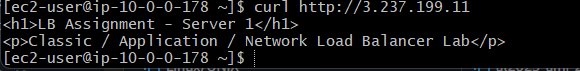 [ec2-user@ip-10-0-0-178 ~]$ curl http://3.237.199.11
<h1>LB Assignment - Server 1</h1>
<p>Classic / Application / Network Load Balancer Lab</p>
[ec2-user@ip-10-0-0-178 ~]$